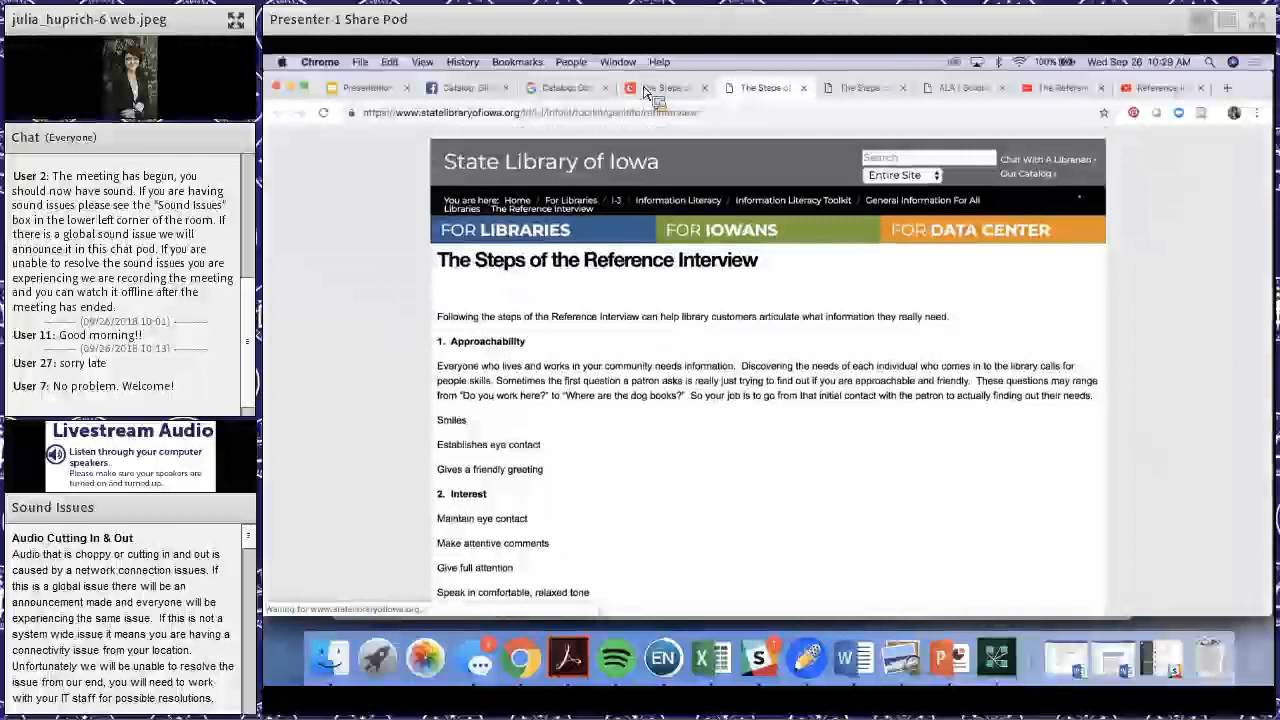 julia_huprich-6 web.jpeg
Chat (Everyone)
User 2: The meeting has begun, you
should now have sound. If you are having
sound issues please see the "Sound Issues"
box in the lower left corner of the room. If
there is a global sound issue we will
announce it in this chat pod. If you are
unable to resolve the sound issues you are
experiencing we are recording the meeting
and you can watch it offline after the
meeting has ended.
(09/26/2018 10:01)
User 11: Good morning!!
(09/26/2018 10:13)
User 27: sorry late
User 7: No problem. Welcome!
Livestream Audio
Listen through your computer
speakers.
Please make sure your speakers are
turned on and turned up.
Sound Issues
Audio Cutting In & Out
Audio that is choppy or cutting in and out is
caused by a network connection issues. If
this is a global issue there will be an
announcement made and everyone will be
experiencing the same issue. If this is not a
system wide issue it means you are having a
connectivity issue from your location.
Unfortunately we will be unable to resolve the
issue from our end, you will need to work
with your IT staff for possible resolutions.
Presenter 1 Share Pod
Chrome File Edit View History Bookmarks People Window Help
100% Wed Sep 26 10:29 AM
Presentation
Catalog
Catalog
The Steps o
The Steps of
The Steps
ALA |
The Referen
Reference I
https://www.statelibraryofiowa.org
State Library of Iowa
Search
Entire Site
Chat With A Librarian
Our Catalog
You are here: Home For Libraries I-J Information Literacy Information Literacy Toolkit General Information For All
Libraries The Reference Interview
FOR LIBRARIES
FOR IOWANS
FOR DATA CENTER
The Steps of the Reference Interview
Following the steps of the Reference Interview can help library customers articulate what information they really need.
1. Approachability
Everyone who lives and works in your community needs information. Discovering the needs of each individual who comes in to the library calls for
people skills. Sometimes the first question a patron asks is really just trying to find out if you are approachable and friendly. These questions may range
from "Do you work here?" to "Where are the dog books?" So your job is to go from that initial contact with the patron to actually finding out their needs.
Smiles
Establishes eye contact
Gives a friendly greeting
2. Interest
Maintain eye contact
Make attentive comments
Give full attention
Speak in comfortable, relaxed tone
Waiting for www.statelibraryofiowa.org...
EN